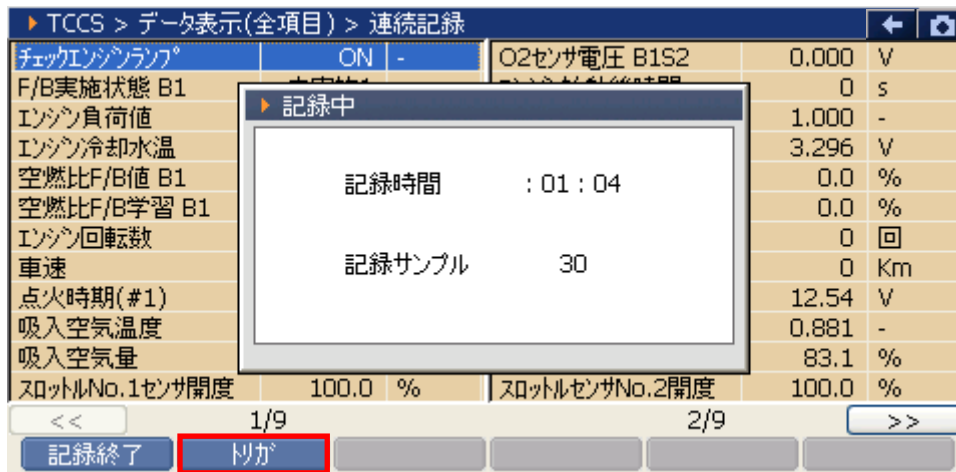 TCCS > データ表示(全項目) > 連続記録
ﾁｪｯｸｴﾝｼﾞﾝﾗﾝﾌﾟ ON - O2センサ電圧 B1S2 0.000 V
F/B実施状態 B1 0 s
ｴﾝｼﾞﾝ負荷値 1.000 -
ｴﾝｼﾞﾝ冷却水温 3.296 V
空燃比F/B値 B1 0.0 %
空燃比F/B学習 B1 0.0 %
ｴﾝｼﾞﾝ回転数 0 回
車速 0 Km
点火時期(#1) 12.54 V
吸入空気温度 0.881 -
吸入空気量 83.1 %
ｽﾛｯﾄﾙNo.1センサ開度 100.0 % ｽﾛｯﾄﾙセンサNo.2開度 100.0 %
記録中
記録時間 :01:04
記録サンプル 30
<< 1/9 2/9 >>
記録終了 ﾄﾘｶﾞ